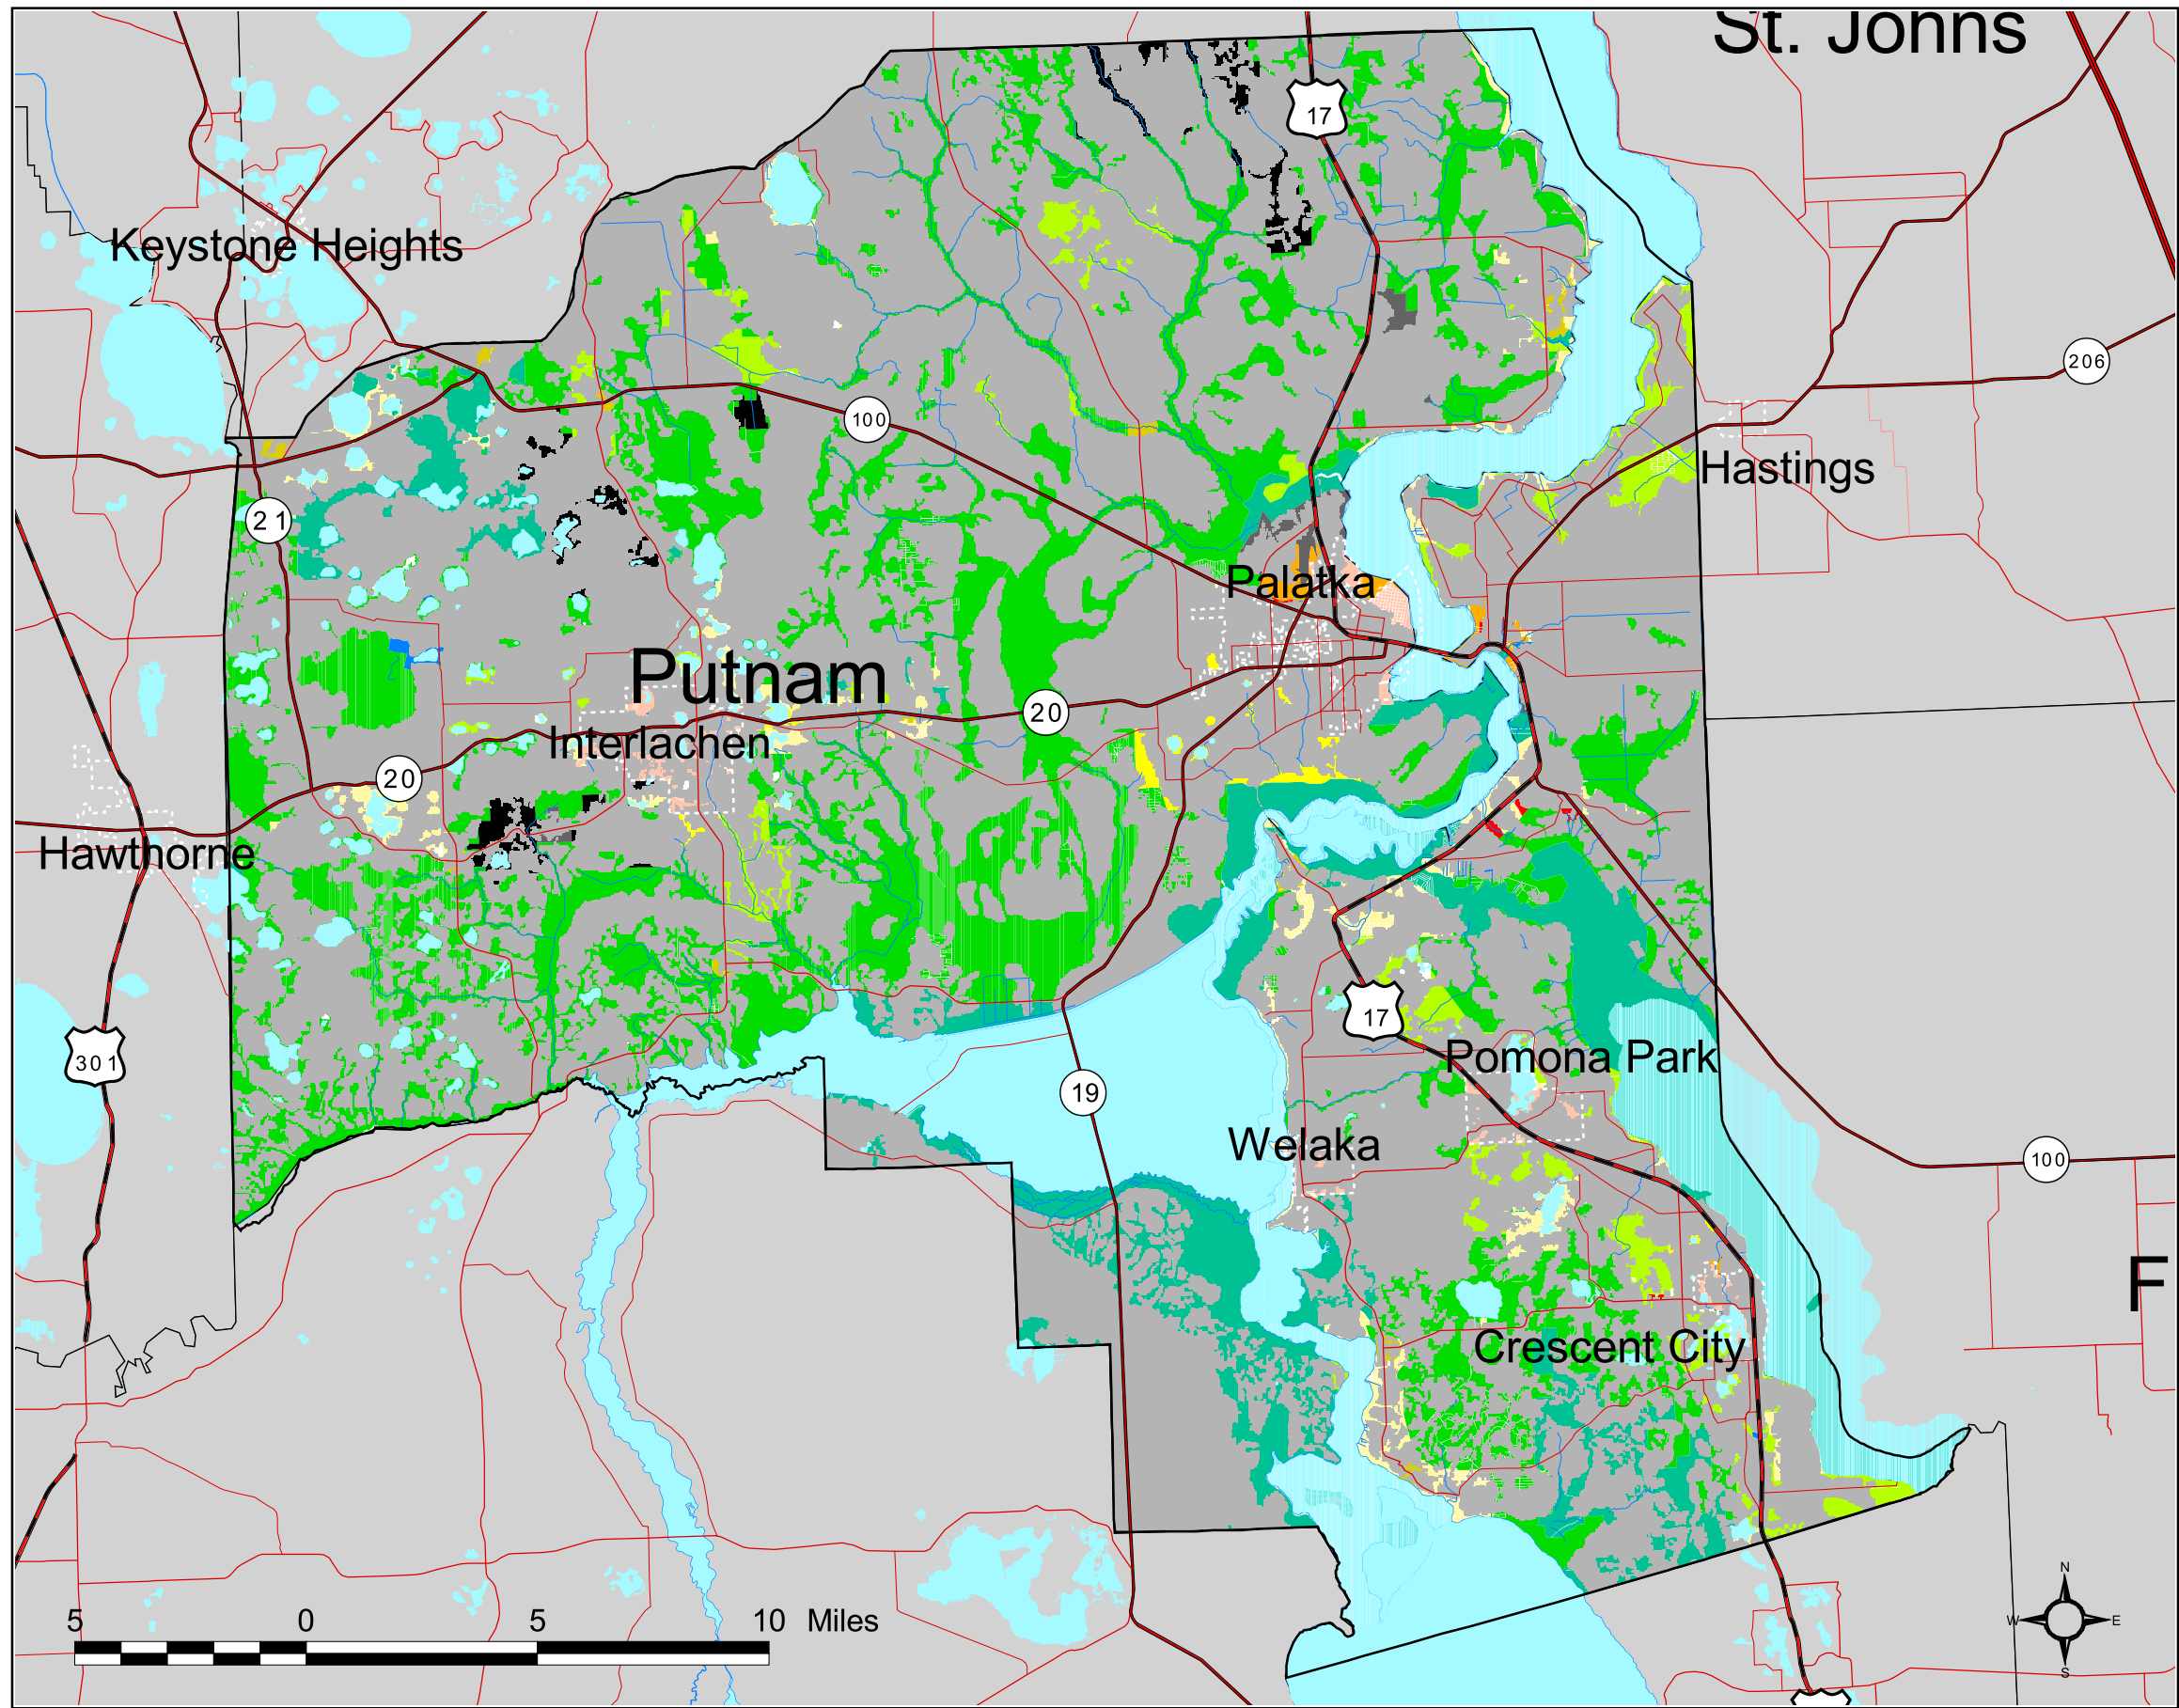 St. Johns
17
Keystone Heights
206
100
Hastings
21
Palatka
Putnam
20
Interlachen
20
Hawthorne
17
301
Pomona Park
19
Welaka
100
F
Crescent City
N
W E
S
5 0 5 10 Miles